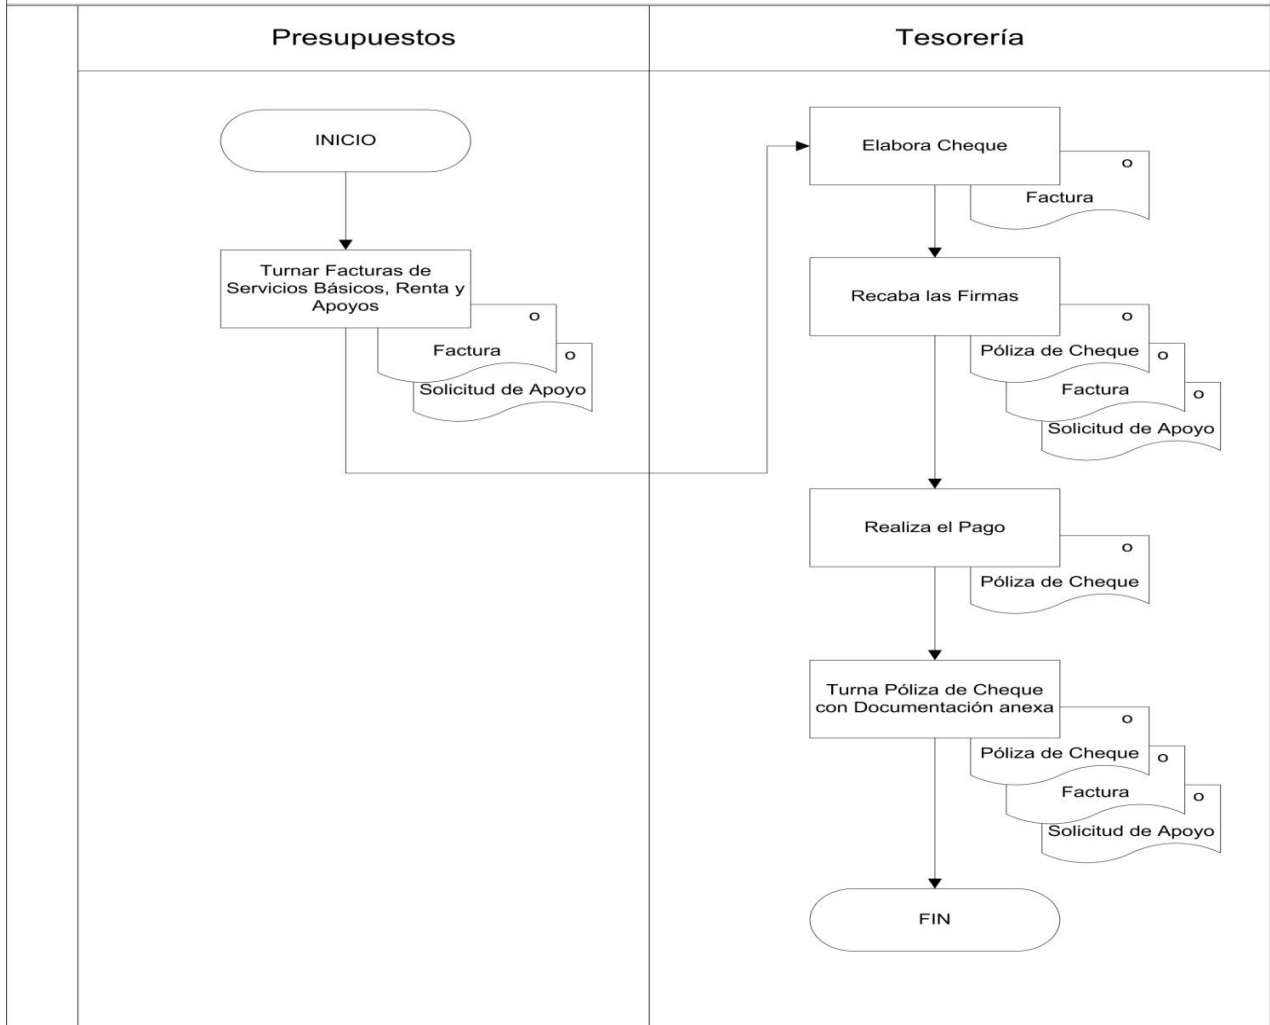 Presupuestos
Tesorería
INICIO
Turnar Facturas de
Servicios Básicos, Renta y
Apoyos
o
Factura
o
Solicitud de Apoyo
Elabora Cheque
o
Factura
Recaba las Firmas
o
Póliza de Cheque
o
Factura
o
Solicitud de Apoyo
Realiza el Pago
o
Póliza de Cheque
Turna Póliza de Cheque
con Documentación anexa
o
Póliza de Cheque
o
Factura
o
Solicitud de Apoyo
FIN